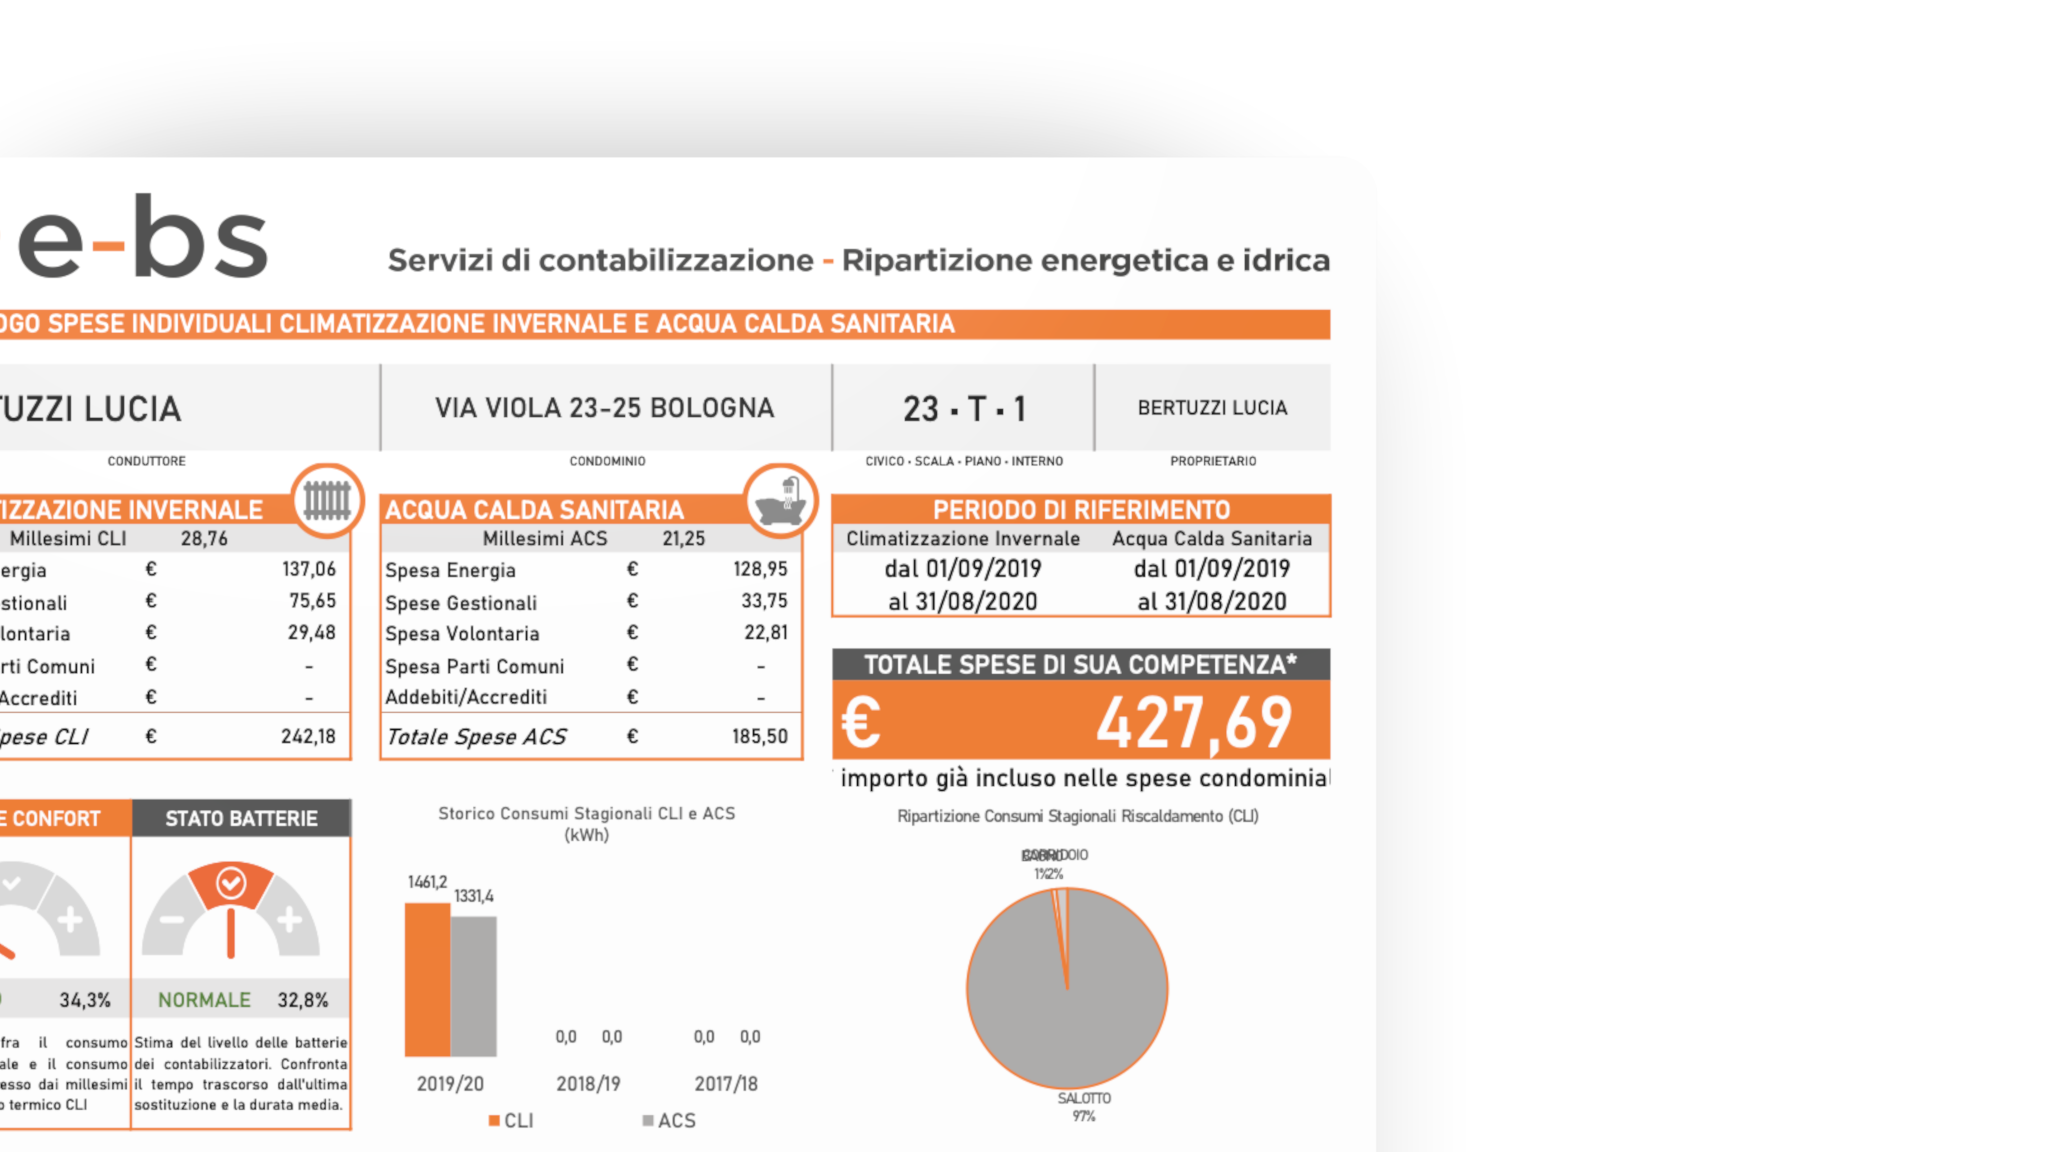 e-bs
Servizi di contabilizzazione - Ripartizione energetica e idrica
OGO SPESE INDIVIDUALI CLIMATIZZAZIONE INVERNALE E ACQUA CALDA SANITARIA
TUZZI LUCIA
CONDUTTORE
VIA VIOLA 23-25 BOLOGNA
CONDOMINIO
23 · T · 1
CIVICO · SCALA · PIANO · INTERNO
BERTUZZI LUCIA
PROPRIETARIO
TIZZAZIONE INVERNALE
Millesimi CLI 28,76
ergia € 137,06
stionali € 75,65
lontaria € 29,48
rti Comuni € -
Accrediti € -
pese CLI € 242,18
ACQUA CALDA SANITARIA
Millesimi ACS 21,25
Spesa Energia € 128,95
Spese Gestionali € 33,75
Spesa Volontaria € 22,81
Spesa Parti Comuni € -
Addebiti/Accrediti € -
Totale Spese ACS € 185,50
PERIODO DI RIFERIMENTO
Climatizzazione Invernale Acqua Calda Sanitaria
dal 01/09/2019 dal 01/09/2019
al 31/08/2020 al 31/08/2020
TOTALE SPESE DI SUA COMPETENZA*
€ 427,69
importo già incluso nelle spese condominial
E CONFORT
34,3%
fra il consumo
ale e il consumo
esso dai millesimi
o termico CLI
STATO BATTERIE
NORMALE 32,8%
Stima del livello delle batterie
dei contabilizzatori. Confronta
il tempo trascorso dall'ultima
sostituzione e la durata media.
Storico Consumi Stagionali CLI e ACS
(kWh)
1461,2
1331,4
0,0 0,0 0,0 0,0
2019/20 2018/19 2017/18
CLI ACS
Ripartizione Consumi Stagionali Riscaldamento (CLI)
CORRIDOIO
1% 2%
SALOTTO
97%